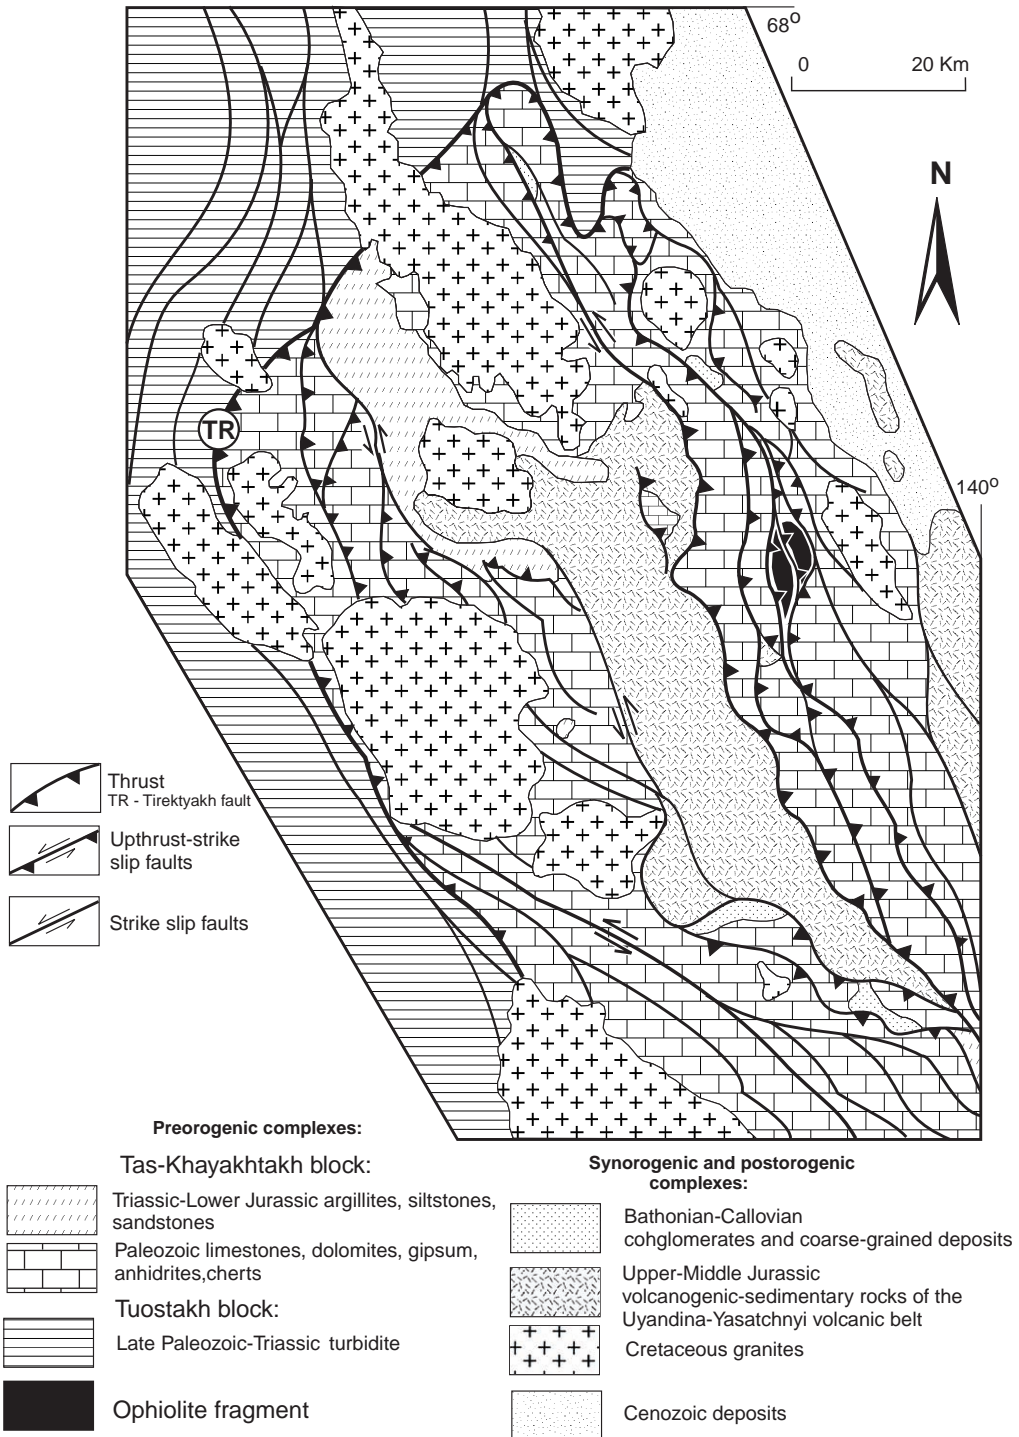 68o
0 20 Km
N
TR
140o
Thrust
TR - Tirektyakh fault
Upthrust-strike
slip faults
Strike slip faults
Preorogenic complexes:
Tas-Khayakhtakh block:
Triassic-Lower Jurassic argillites, siltstones,
sandstones
Paleozoic limestones, dolomites, gipsum,
anhidrites,cherts
Tuostakh block:
Late Paleozoic-Triassic turbidite
Ophiolite fragment
Synorogenic and postorogenic
complexes:
Bathonian-Callovian
cohglomerates and coarse-grained deposits
Upper-Middle Jurassic
volcanogenic-sedimentary rocks of the
Uyandina-Yasatchnyi volcanic belt
Cretaceous granites
Cenozoic deposits